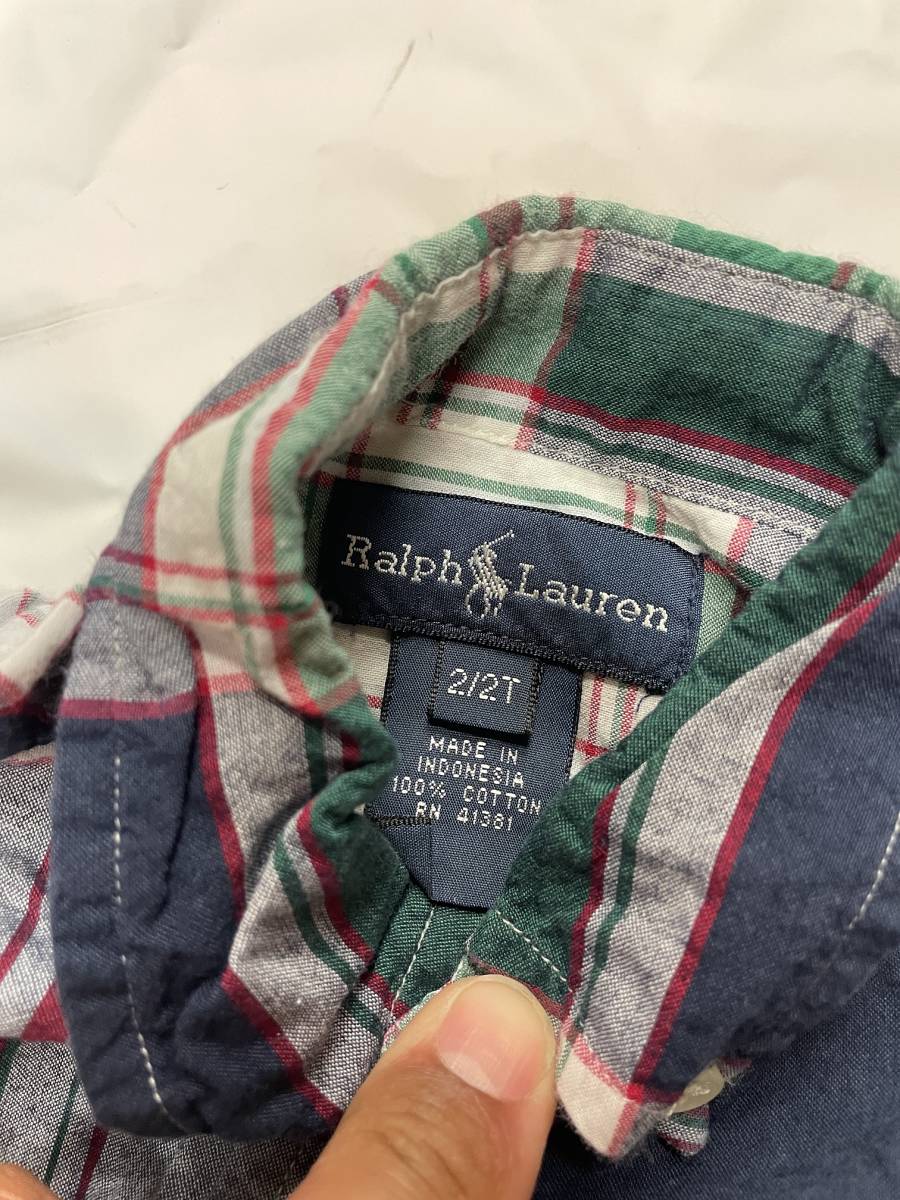 Ralph Lauren
2/2T
MADE IN
INDONESIA
100% COTTON
RN 41381